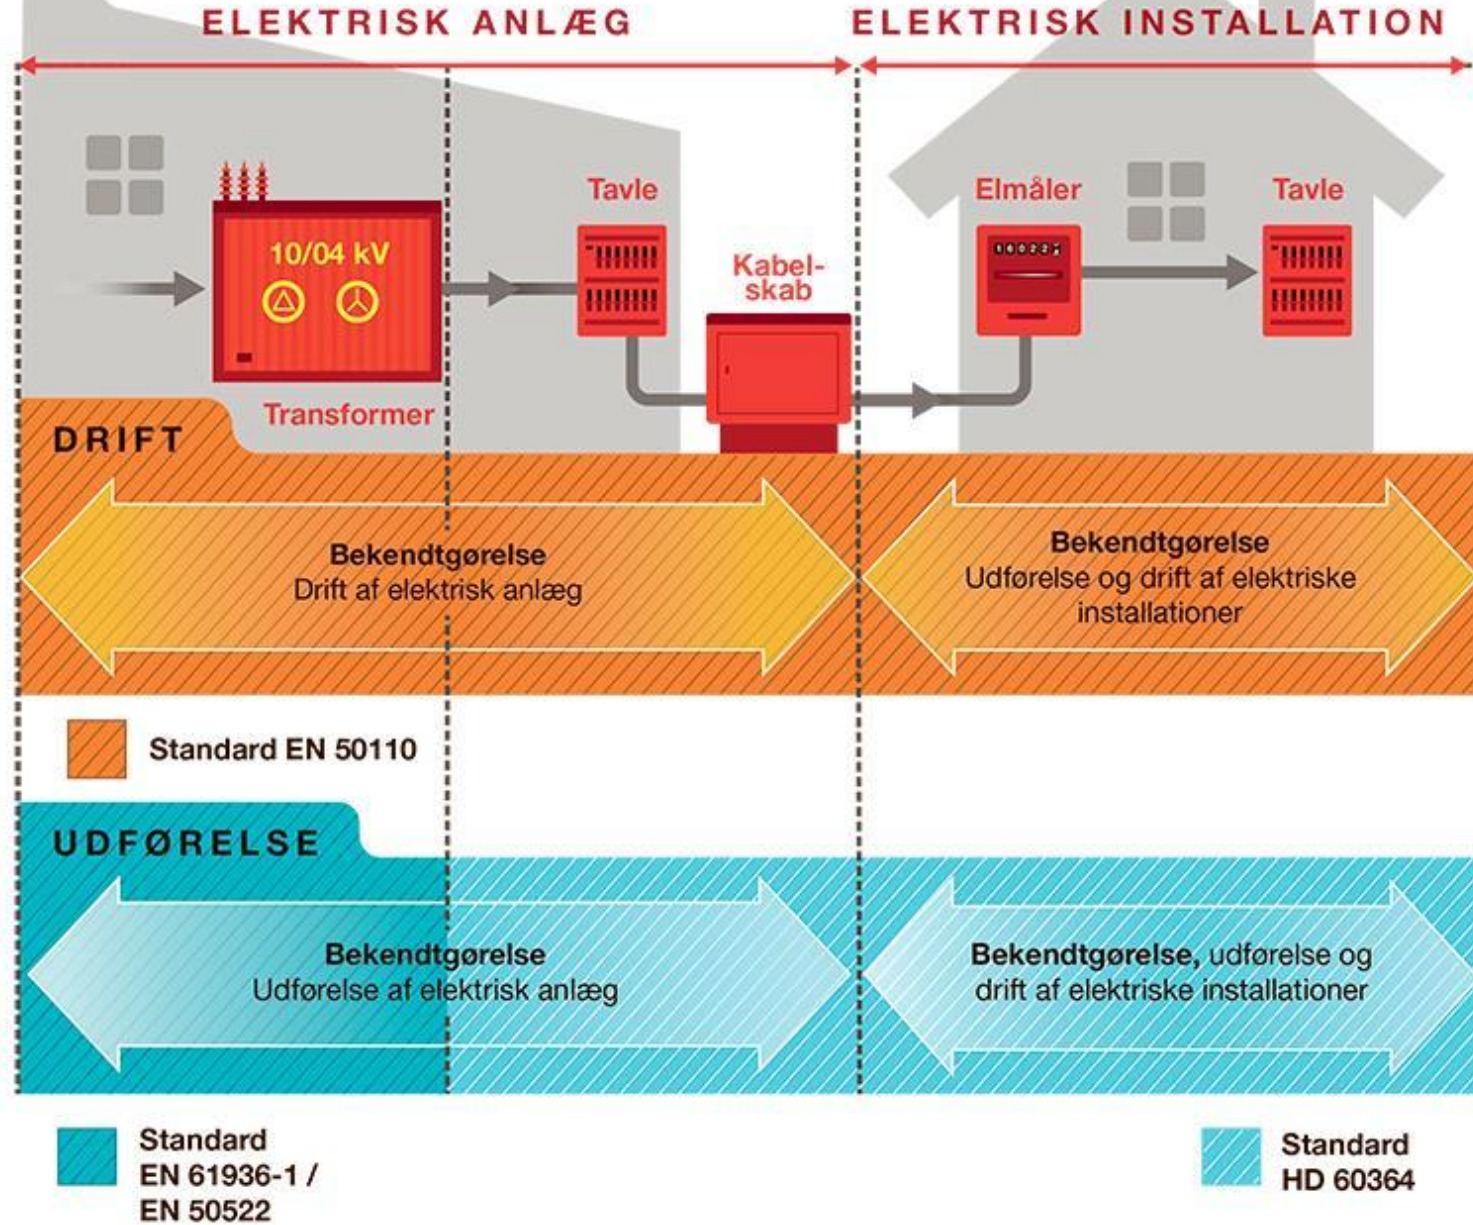 ELEKTRISK ANLÆG
ELEKTRISK INSTALLATION
10/04 kV
Transformer
Tavle
Kabel-
skab
Elmåler
Tavle
DRIFT
Bekendtgørelse
Drift af elektrisk anlæg
Bekendtgørelse
Udførelse og drift af elektriske
installationer
Standard EN 50110
UDFØRELSE
Bekendtgørelse
Udførelse af elektrisk anlæg
Bekendtgørelse, udførelse og
drift af elektriske installationer
Standard
EN 61936-1 /
EN 50522
Standard
HD 60364